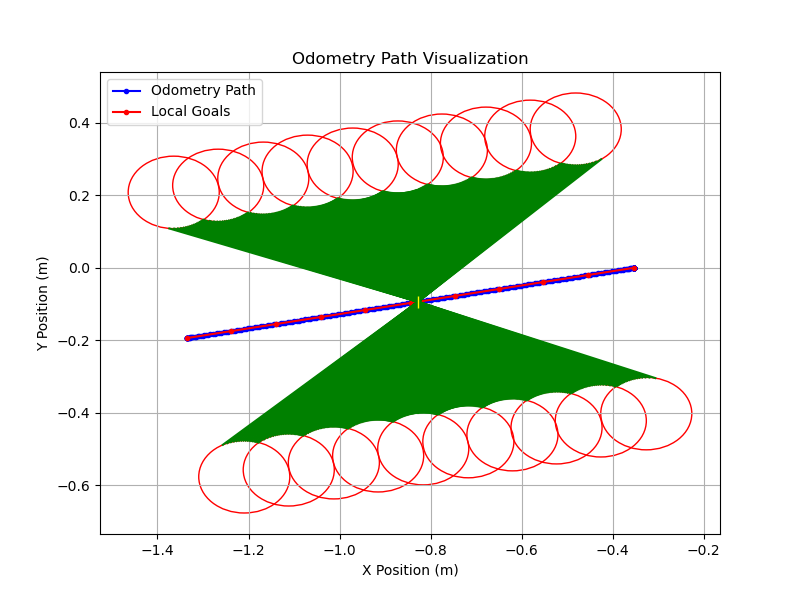 Odometry Path Visualization
Odometry Path
Local Goals
Y Position (m)
0.4
0.2
0.0
−0.2
−0.4
−0.6
−1.4 −1.2 −1.0 −0.8 −0.6 −0.4 −0.2
X Position (m)